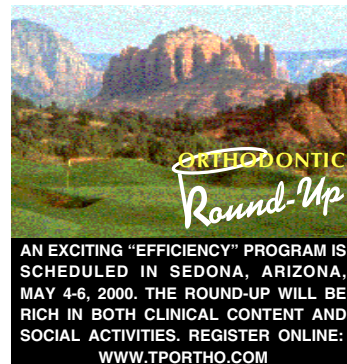 ORTHODONTIC
Round-Up
AN EXCITING “EFFICIENCY” PROGRAM IS
SCHEDULED IN SEDONA, ARIZONA,
MAY 4-6, 2000. THE ROUND-UP WILL BE
RICH IN BOTH CLINICAL CONTENT AND
SOCIAL ACTIVITIES. REGISTER ONLINE:
WWW.TPORTHO.COM